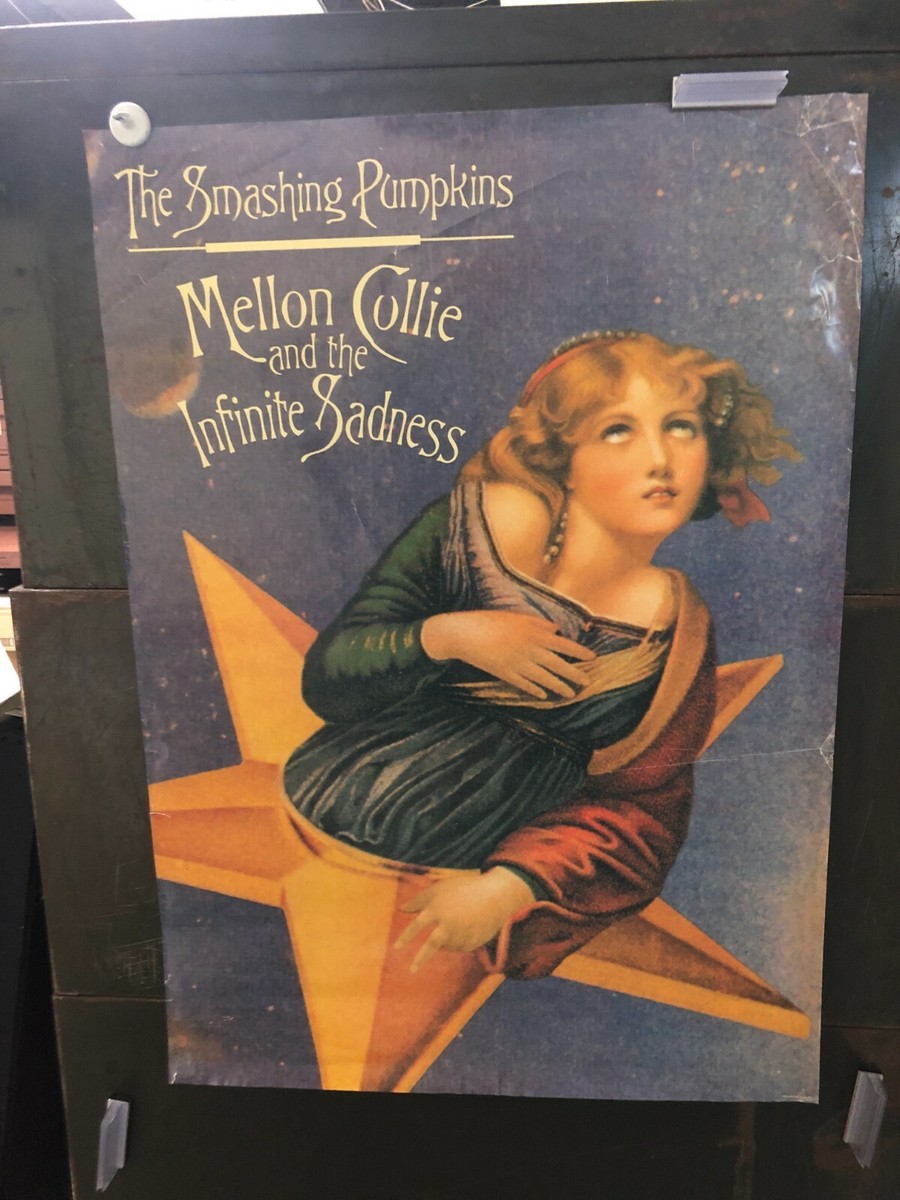 The Smashing Pumpkins
Mellon Collie
and the
Infinite Sadness